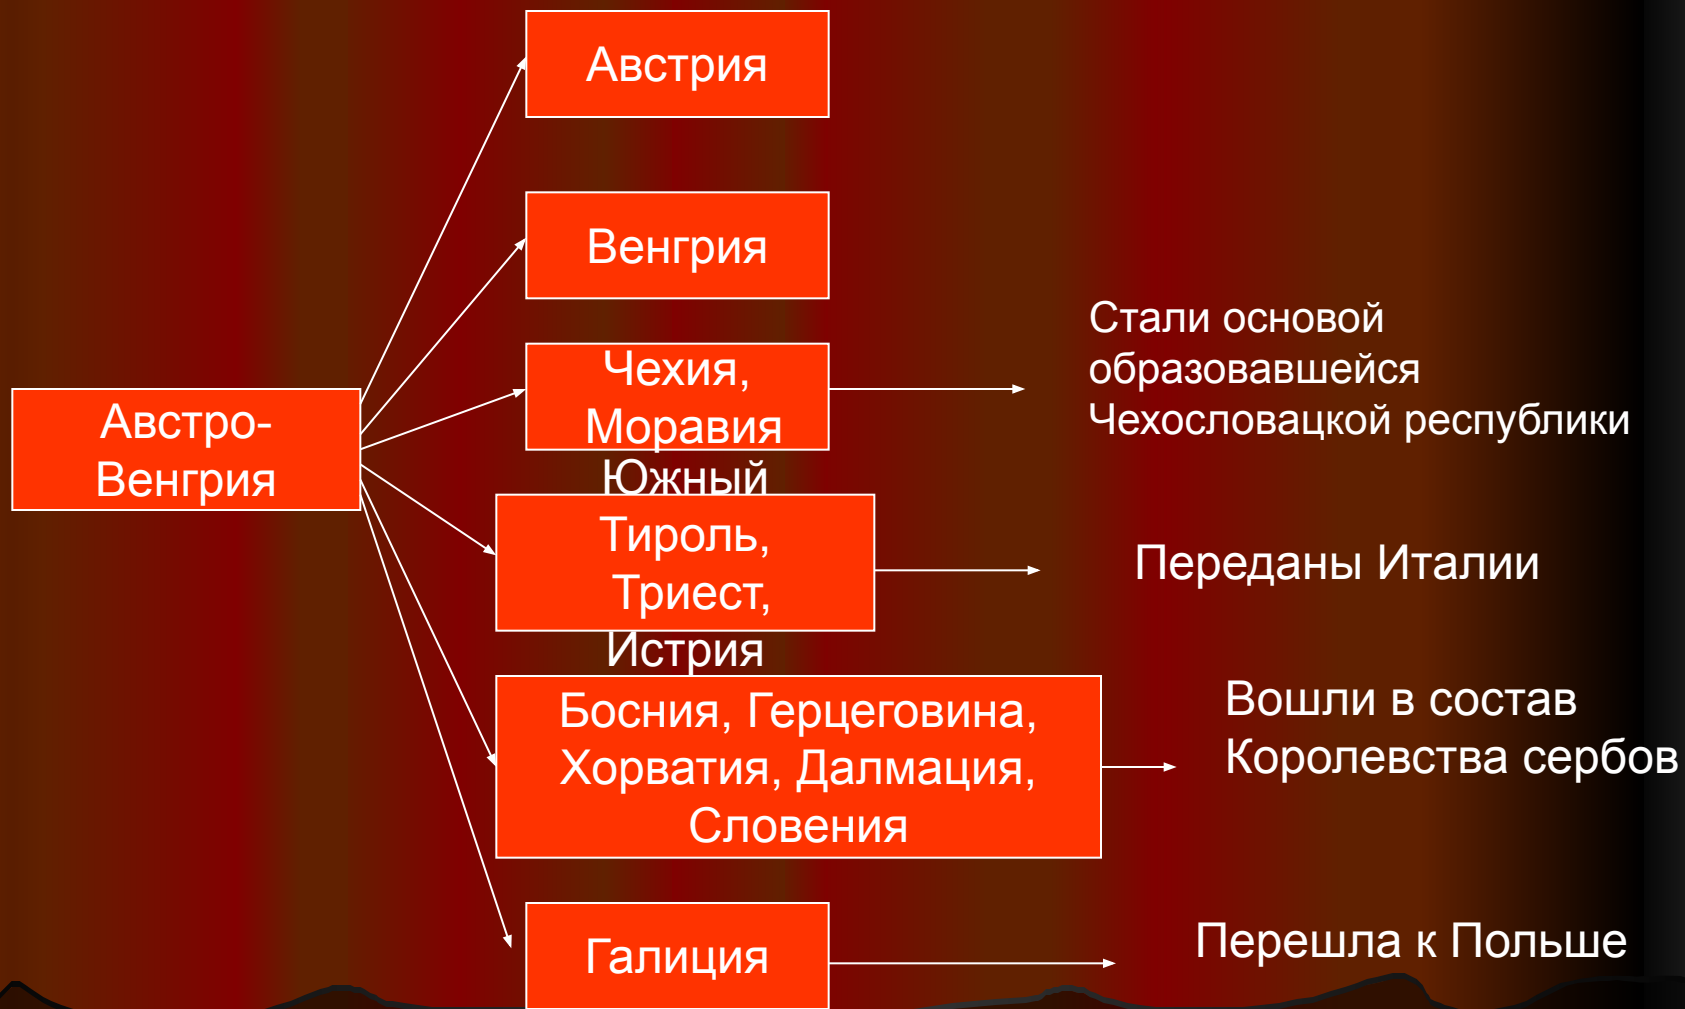 Австрия
Венгрия
Стали основой
образовавшейся
Чехословацкой республики
Чехия,
Моравия
Австро-
Венгрия
Южный
Тироль,
Триест,
Истрия
Переданы Италии
Босния, Герцеговина,
Хорватия, Далмация,
Словения
Вошли в состав
Королевства сербов
Галиция
Перешла к Польше